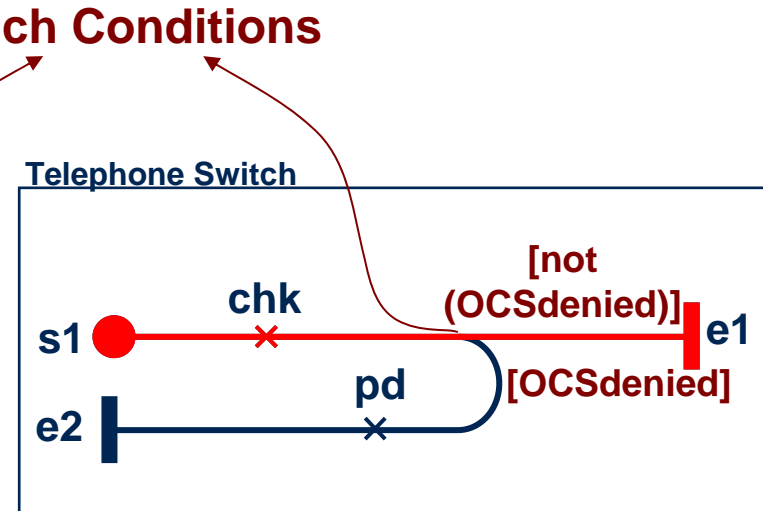 ch Conditions
Telephone Switch
[not
(OCSdenied)]
chk
s1
e1
pd
[OCSdenied]
e2